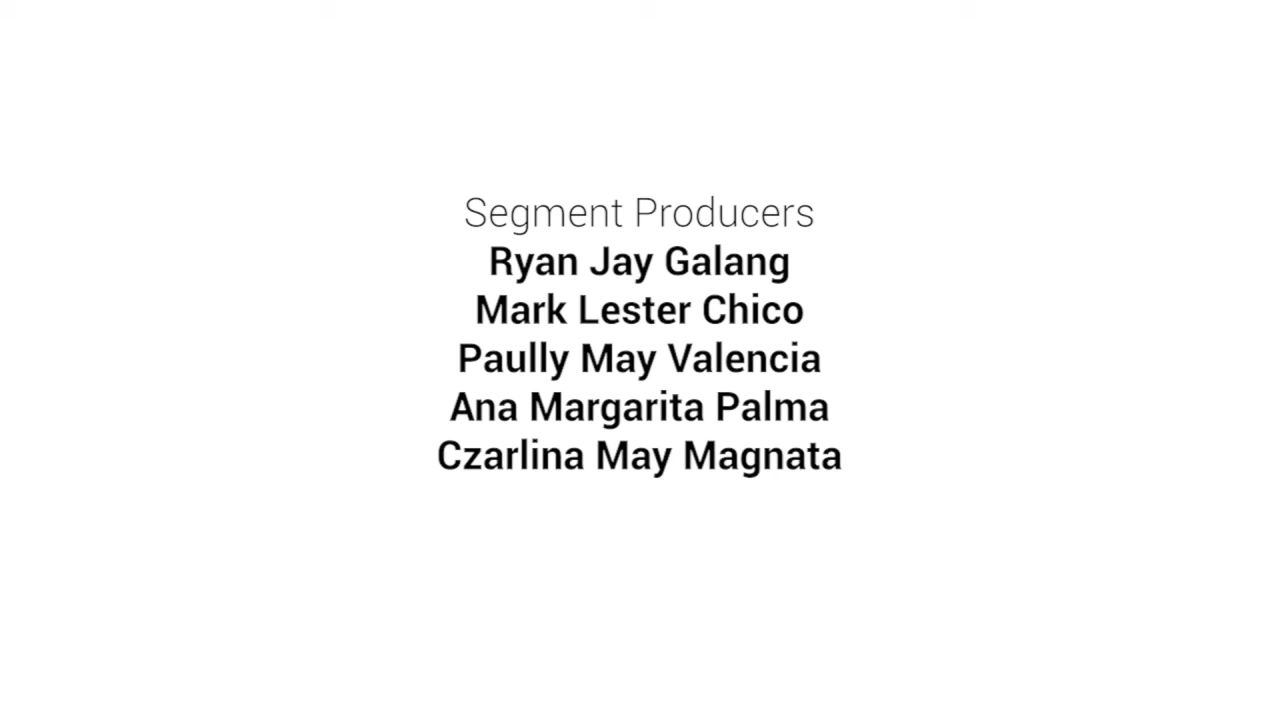 Segment Producers
Ryan Jay Galang
Mark Lester Chico
Paully May Valencia
Ana Margarita Palma
Czarlina May Magnata